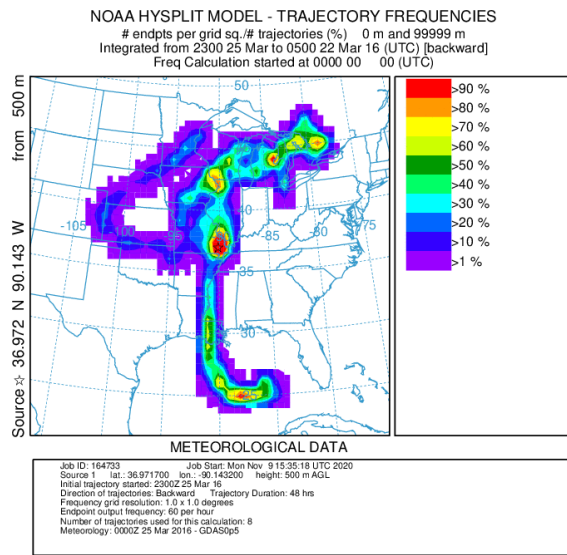 NOAA HYSPLIT MODEL - TRAJECTORY FREQUENCIES
# endpts per grid sq./# trajectories (%) 0 m and 99999 m
Integrated from 2300 25 Mar to 0500 22 Mar 16 (UTC) [backward]
Freq Calculation started at 0000 00 00 (UTC)
Source ☆ 36.972 N 90.143 W from 500 m
50
-105
-100
-95
40
-85
-80
-75
35
30
>90 %
>80 %
>70 %
>60 %
>50 %
>40 %
>30 %
>20 %
>10 %
>1 %
METEOROLOGICAL DATA
Job ID: 164733 Job Start: Mon Nov 9 15:35:18 UTC 2020
Source 1 lat.: 36.971700 lon.: -90.143200 height: 500 m AGL
Initial trajectory started: 2300Z 25 Mar 16
Direction of trajectories: Backward Trajectory Duration: 48 hrs
Frequency grid resolution: 1.0 x 1.0 degrees
Endpoint output frequency: 60 per hour
Number of trajectories used for this calculation: 8
Meteorology: 0000Z 25 Mar 2016 - GDAS0p5